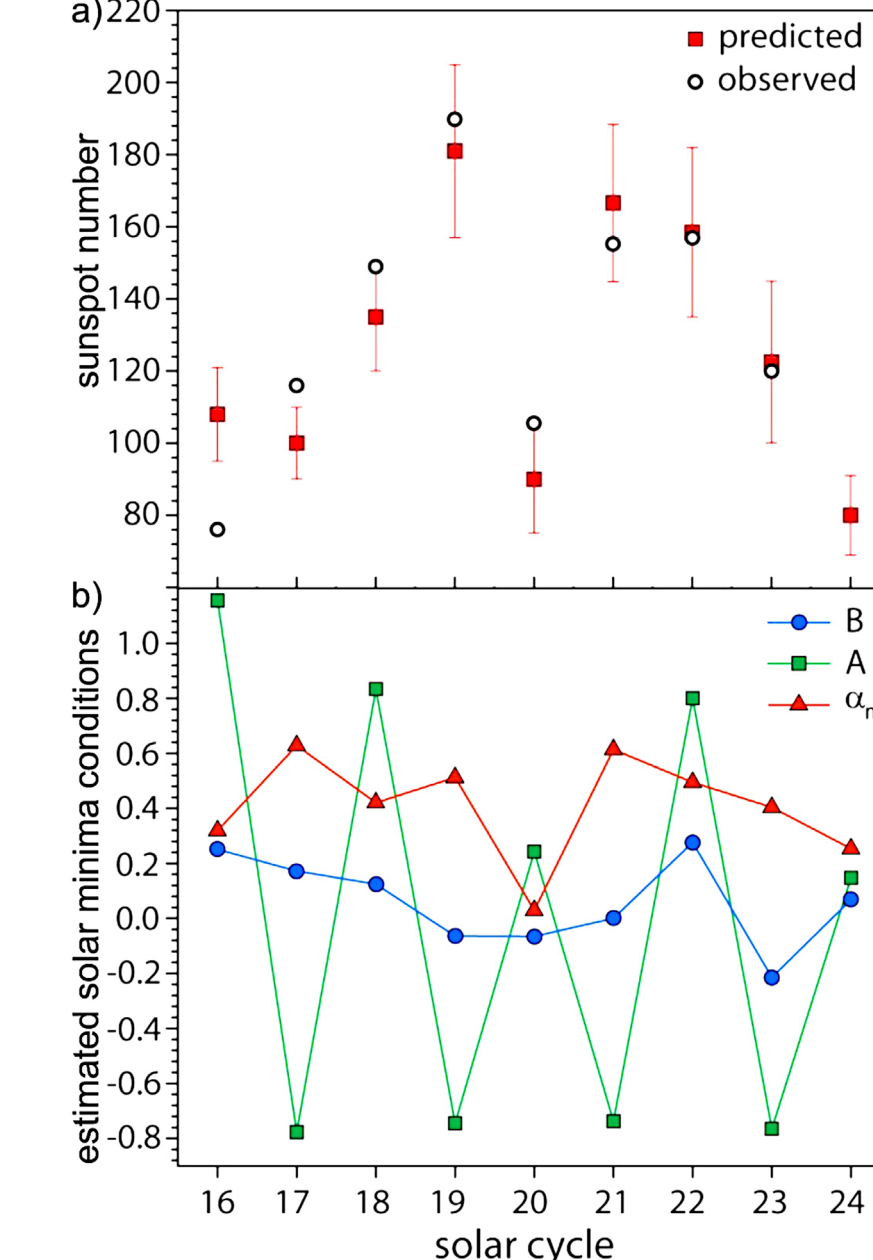 a)
220
predicted
observed
200
180
160
140
120
100
80
sunspot number
b)
B
A
αn
1.0
0.8
0.6
0.4
0.2
0.0
-0.2
-0.4
-0.6
-0.8
estimated solar minima conditions
16 17 18 19 20 21 22 23 24
solar cycle